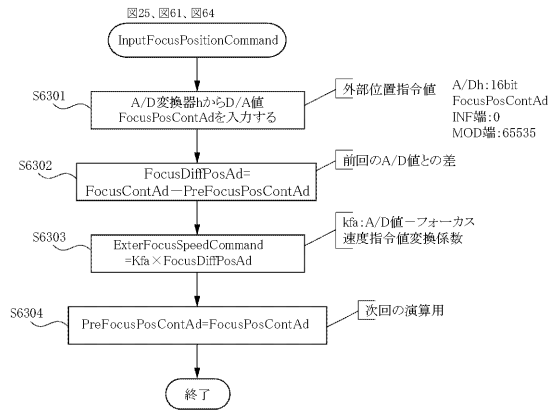 図25、図61、図64
InputFocusPositionCommand
S6301
A/D変換器hからD/A値
FocusPosContAdを入力する
外部位置指令値
A/Dh:16bit
FocusPosContAd
INF端:0
MOD端:65535
S6302
FocusDiffPosAd=
FocusContAd－PreFocusPosContAd
前回のA/D値との差
S6303
ExterFocusSpeedCommand
=Kfa×FocusDiffPosAd
kfa:A/D値－フォーカス
速度指令値変換係数
S6304
PreFocusPosContAd=FocusPosContAd
次回の演算用
終了